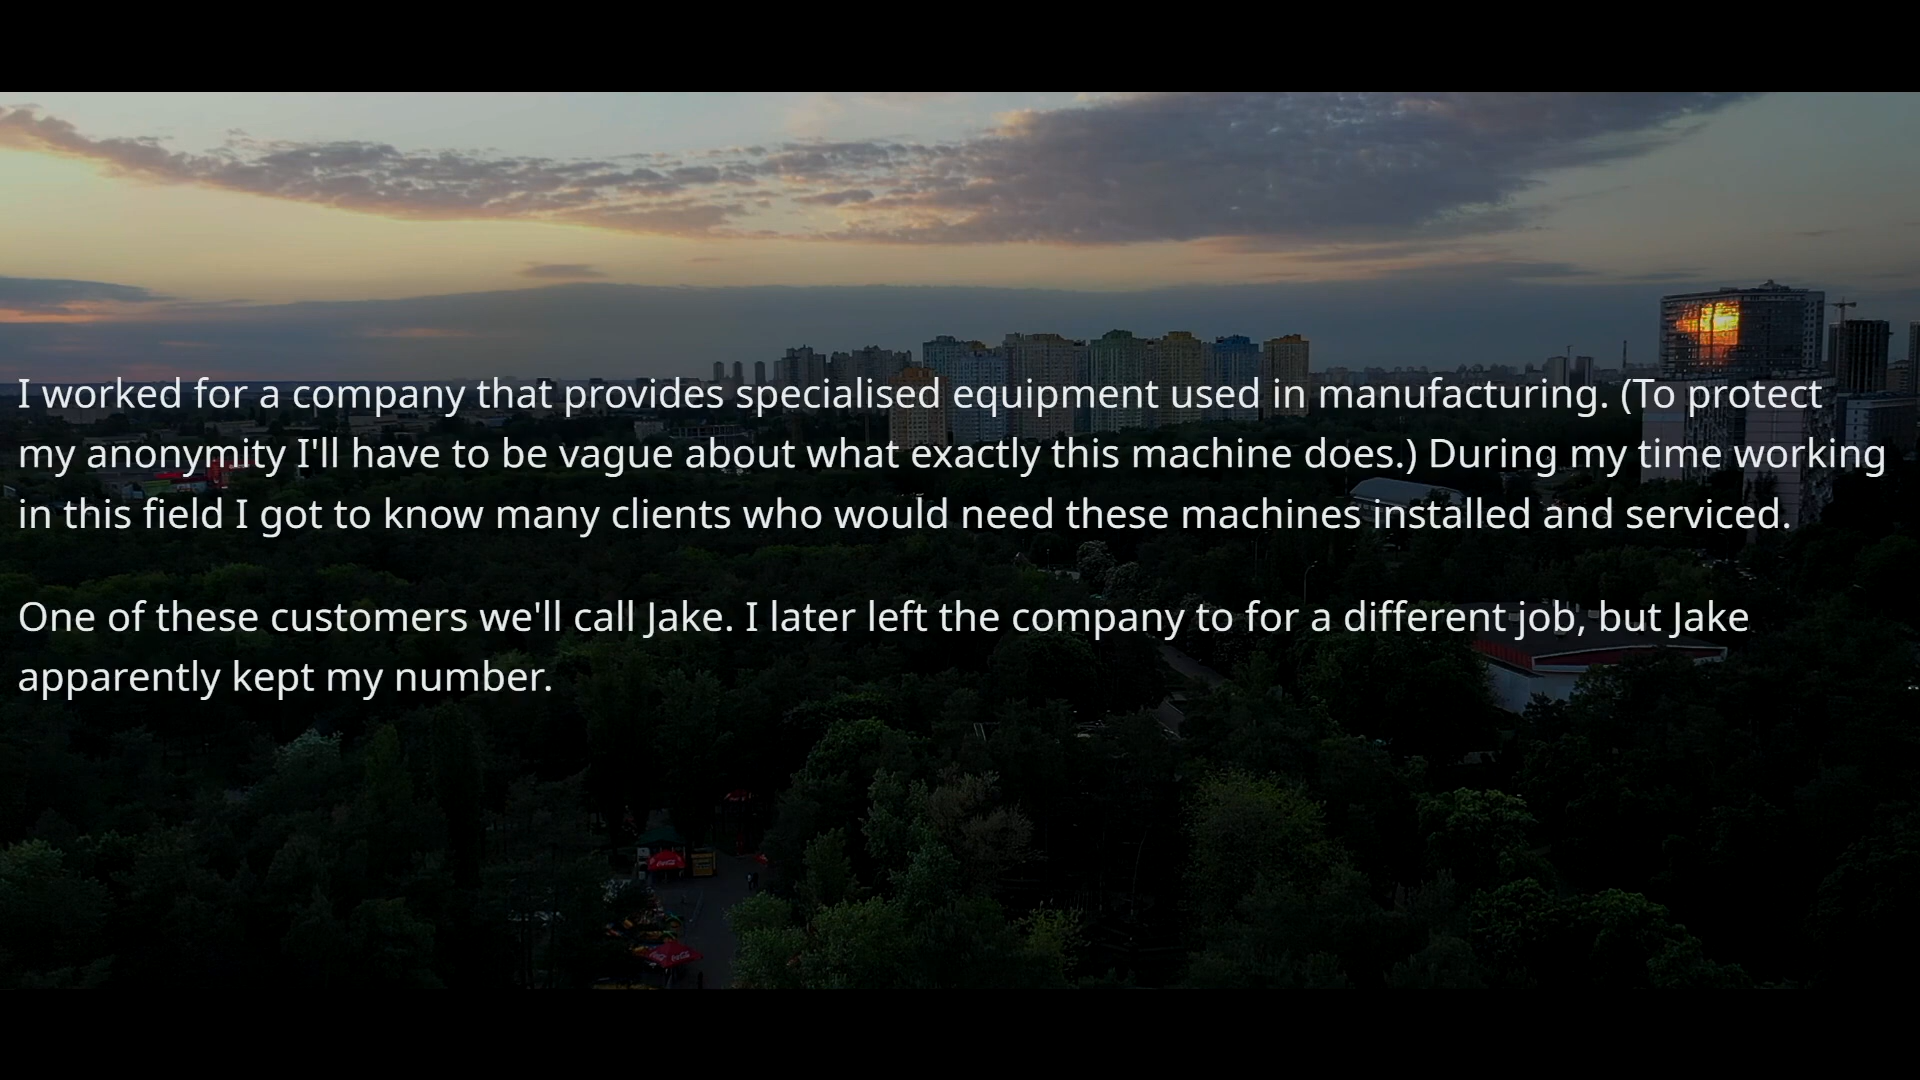 I worked for a company that provides specialised equipment used in manufacturing. (To protect
my anonymity I'll have to be vague about what exactly this machine does.) During my time working
in this field I got to know many clients who would need these machines installed and serviced.
One of these customers we'll call Jake. I later left the company to for a different job, but Jake
apparently kept my number.